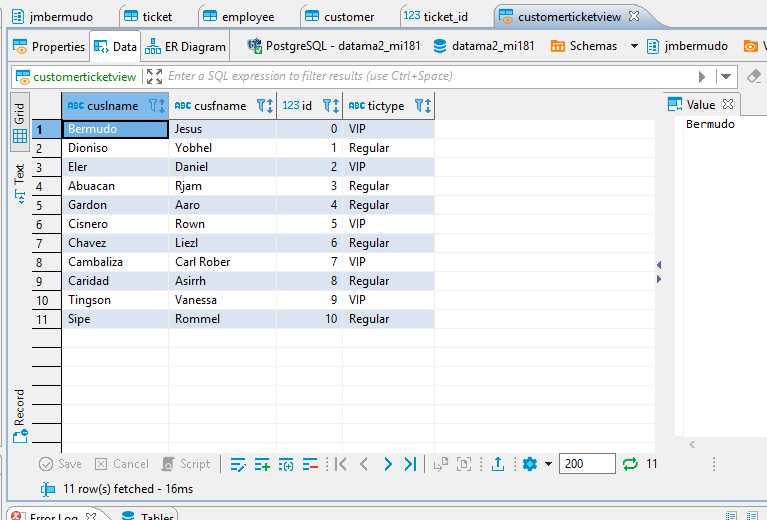 jmbermudo ticket employee customer 123 ticket_id customerticketview
Properties Data ER Diagram PostgreSQL - datama2_mi181 datama2_mi181 Schemas jmbermudo V
customerticketview Enter a SQL expression to filter results (use Ctrl+Space)
Grid
Text
Record
ABC cuslname ABC cusfname 123 id ABC tictype
1 Bermudo Jesus 0 VIP
2 Dioniso Yobhel 1 Regular
3 Eler Daniel 2 VIP
4 Abuacan Rjam 3 Regular
5 Gardon Aaro 4 Regular
6 Cisnero Rown 5 VIP
7 Chavez Liezl 6 Regular
8 Cambaliza Carl Rober 7 VIP
9 Caridad Asirrh 8 Regular
10 Tingson Vanessa 9 VIP
11 Sipe Rommel 10 Regular
Value
Bermudo
Save Cancel Script 200 11
11 row(s) fetched - 16ms
Error Log Tables